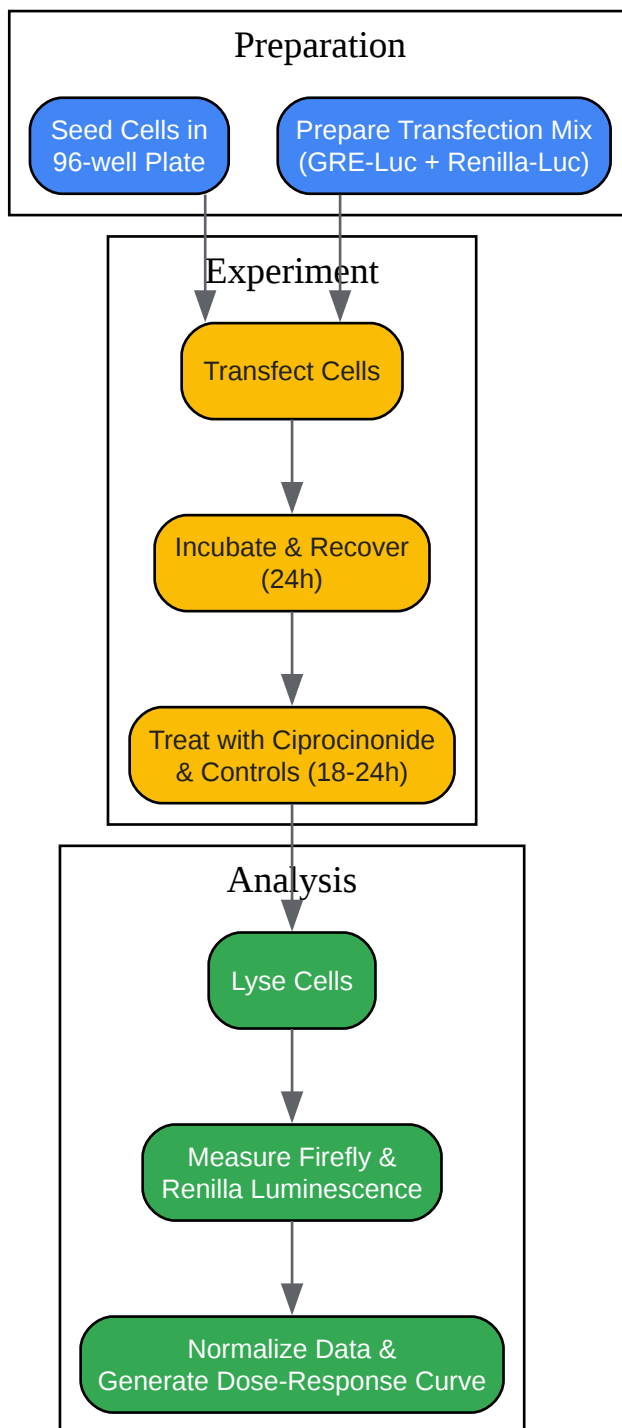 Preparation
Seed Cells in
96-well Plate
Prepare Transfection Mix
(GRE-Luc + Renilla-Luc)
Experiment
Transfect Cells
Incubate & Recover
(24h)
Treat with Ciprocinonide
& Controls (18-24h)
Analysis
Lyse Cells
Measure Firefly &
Renilla Luminescence
Normalize Data &
Generate Dose-Response Curve